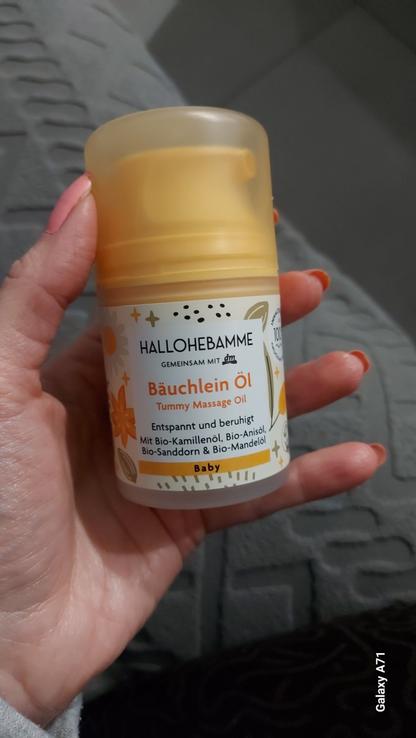 HALLOHEBAMME
GEMEINSAM MIT dm
Bäuchlein Öl
Tummy Massage Oil
Entspannt und beruhigt
Mit Bio-Kamillenöl, Bio-Anisöl,
Bio-Sanddorn & Bio-Mandelöl
Baby
Galaxy A71